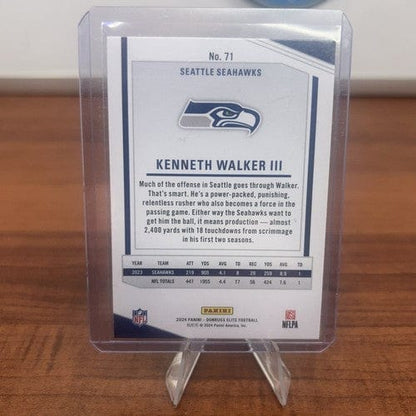 No. 71
SEATTLE SEAHAWKS
KENNETH WALKER III
Much of the offense in Seattle goes through Walker.
That's smart. He's a power-packed, punishing,
relentless rusher who also becomes a force in the
passing game. Either way the Seahawks want to
get him the ball, it means production — almost
2,400 yards with 18 touchdowns from scrimmage
in his first two seasons.
YEAR TEAM ATT YDS AVG TD REC YDS AVG TD
2023 SEAHAWKS 219 905 4.1 8 29 259 8.9 1
NFL TOTALS 447 1955 4.4 17 56 424 7.6 1
NFL
PANINI
NFLPA
2024 PANINI - DONRUSS ELITE FOOTBALL
© 2024 Panini America, Inc.